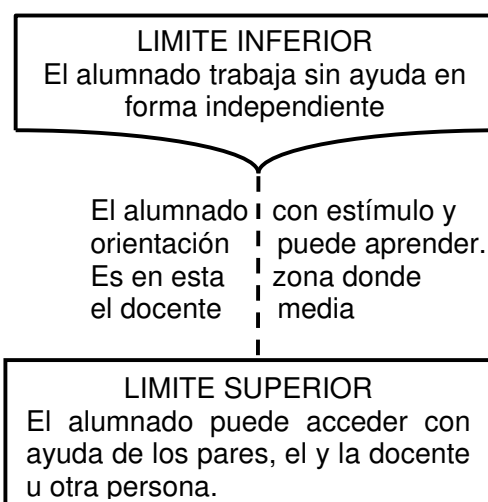 LIMITE INFERIOR
El alumnado trabaja sin ayuda en
forma independiente
El alumnado con estímulo y
orientación puede aprender.
Es en esta zona donde
el docente media
LIMITE SUPERIOR
El alumnado puede acceder con
ayuda de los pares, el y la docente
u otra persona.